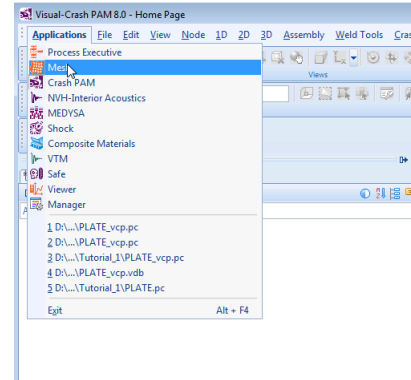 Visual-Crash PAM 8.0 - Home Page
Applications File Edit View Node 1D 2D 3D Assembly Weld Tools Cras
Process Executive
Mesh
Crash PAM
Views
NVH-Interior Acoustics
MEDYSA
Shock
Composite Materials
VTM
Safe
Viewer
Manager
1 D:\...\PLATE_vcp.pc
2 D:\...\PLATE_vcp.pc
3 D:\...\Tutorial_1\PLATE_vcp.pc
4 D:\...\PLATE_vcp.vdb
5 D:\...\Tutorial_1\PLATE.pc
Exit Alt + F4